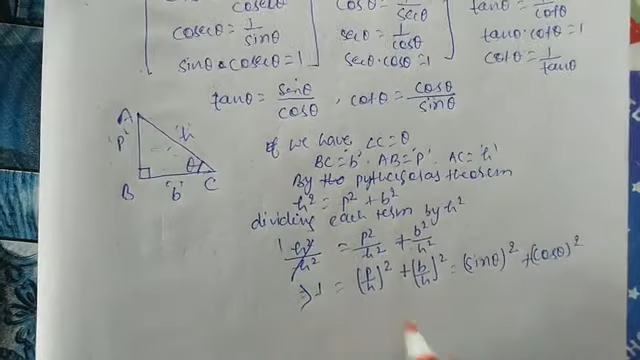 cosecθ
cosecθ = 1/sinθ
sinθ • cosecθ = 1
cosθ = 1/secθ
secθ = 1/cosθ
secθ · cosθ = 1
tanθ = 1/cotθ
tanθ · cotθ = 1
cotθ = 1/tanθ
tanθ = sinθ/cosθ , cotθ = cosθ/sinθ
A
'p'
'h'
θ
B
'b'
C
If we have ∠C = θ
BC = 'b' . AB = 'p' . AC = 'h'
By the pythagolas theorem
h² = p² + b²
dividing each term by h²
1 h²/h² = p²/h² + b²/h²
⇒ 1 = (p/h)² + (b/h)² = (sinθ)² + (cosθ)²